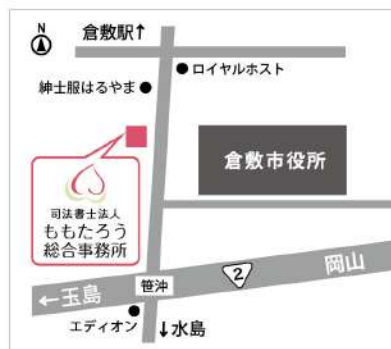 N
倉敷駅↑
ロイヤルホスト
紳士服はるやま
倉敷市役所
司法書士法人
ももたろう
総合事務所
岡山
2
←玉島
笹沖
エディオン
↓水島